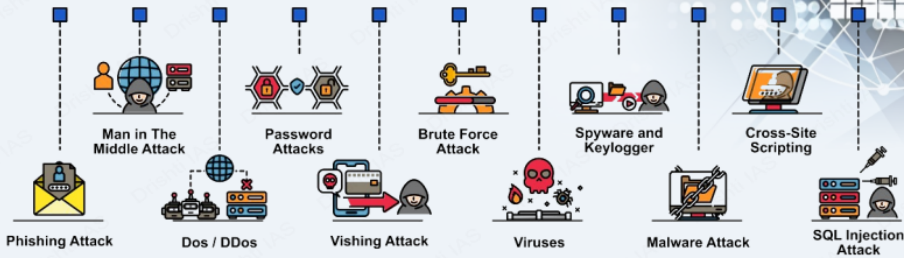 Man in The
Middle Attack
Password
Attacks
Brute Force
Attack
Spyware and
Keylogger
Cross-Site
Scripting
Phishing Attack
Dos / DDos
Vishing Attack
Viruses
Malware Attack
SQL Injection
Attack